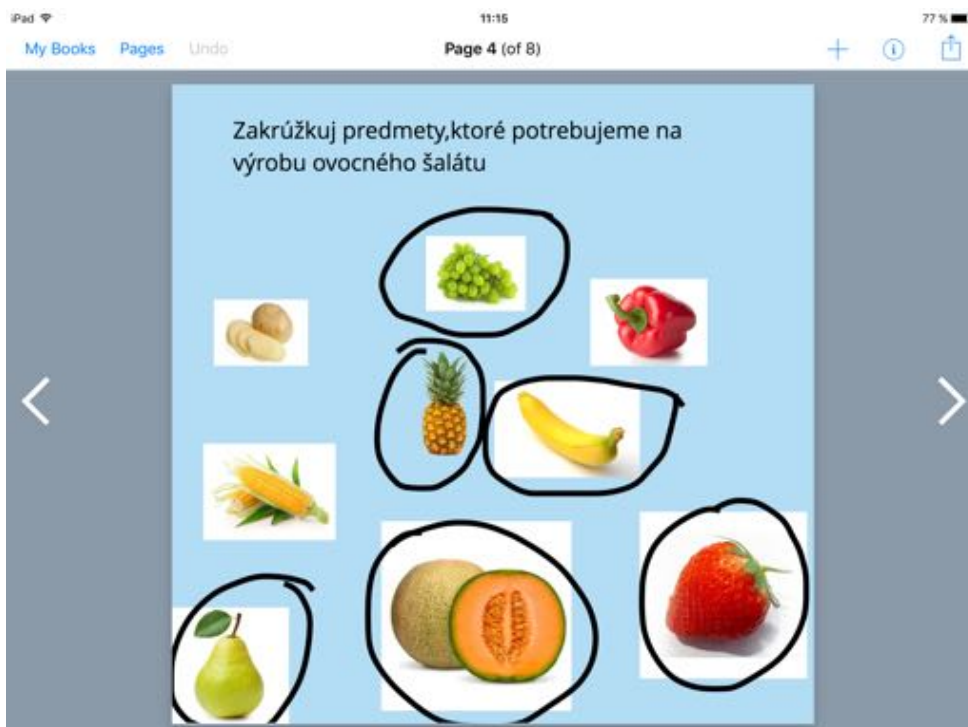 iPad 11:15 77 %
My Books Pages Undo Page 4 (of 8)
Zakrúžkuj predmety,ktoré potrebujeme na
výrobu ovocného šalátu